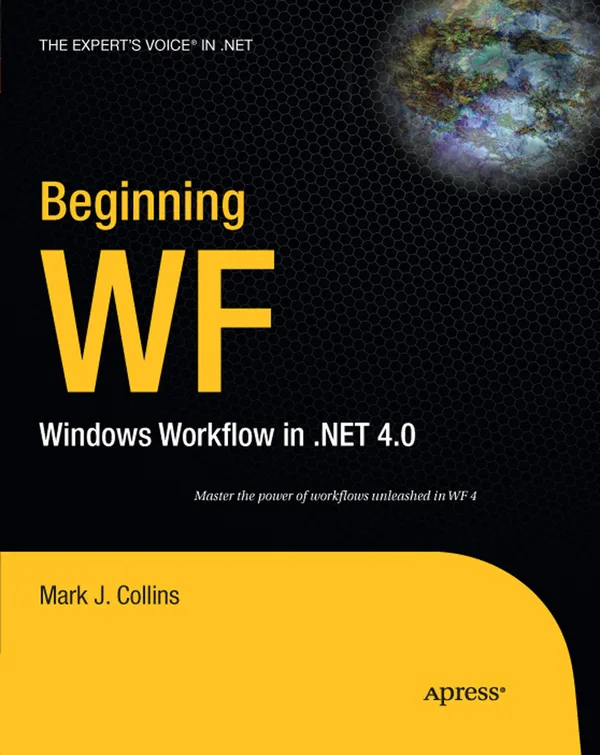 THE EXPERT'S VOICE® IN .NET
Beginning
WF
Windows Workflow in .NET 4.0
Master the power of workflows unleashed in WF 4
Mark J. Collins
Apress®